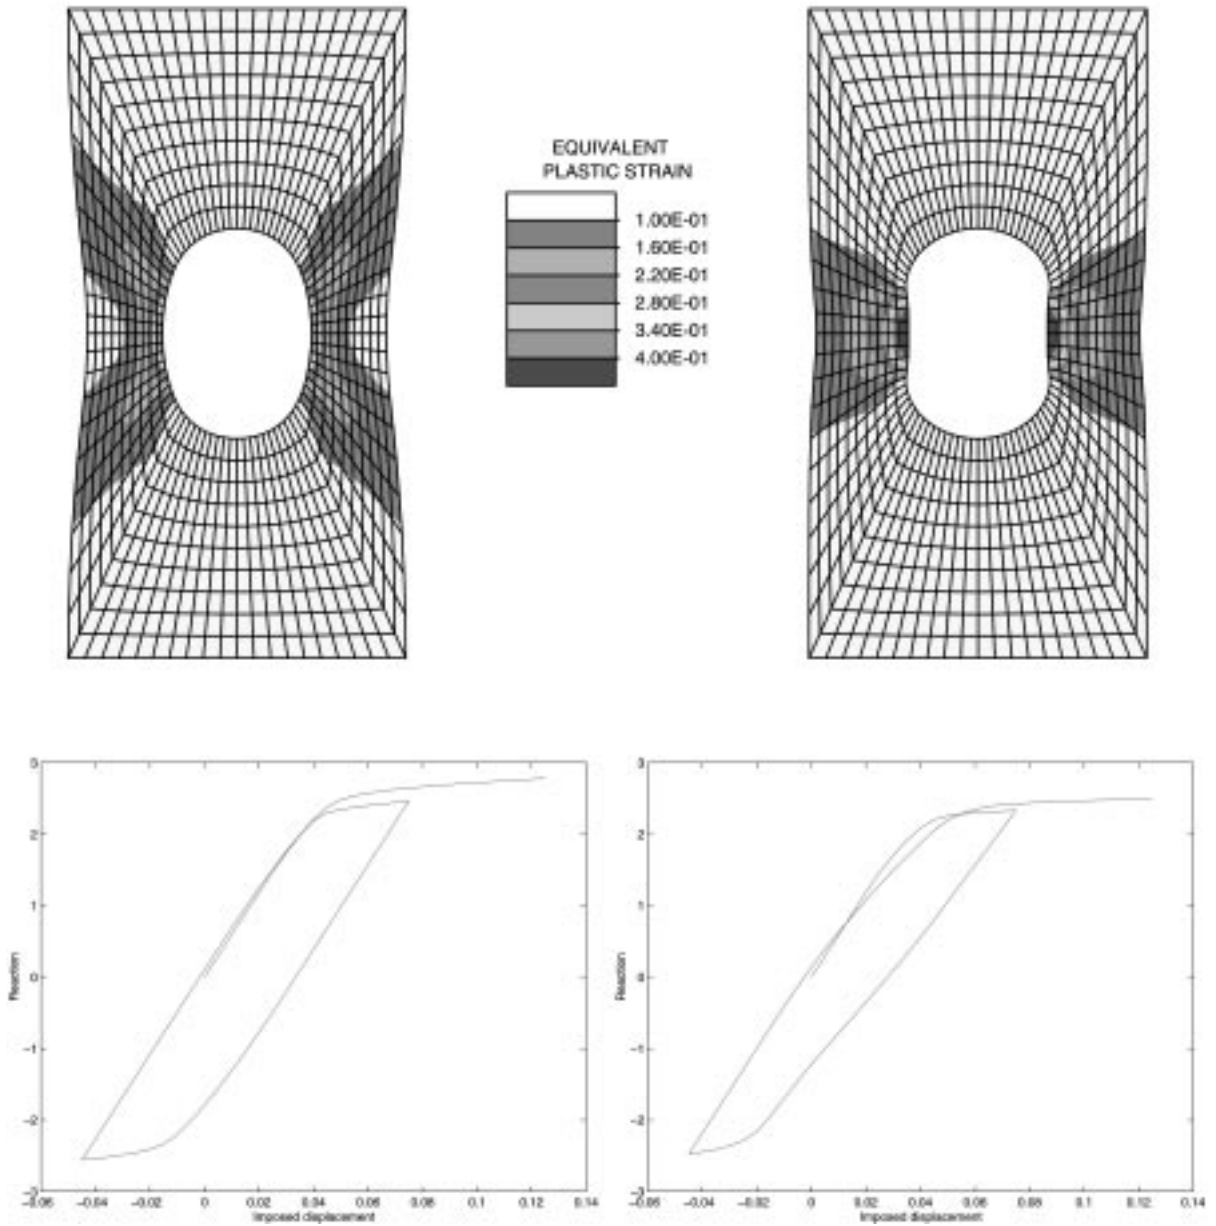 EQUIVALENT
PLASTIC STRAIN
1.00E-01
1.60E-01
2.20E-01
2.80E-01
3.40E-01
4.00E-01
3
2
1
0
−1
−2
−3
Reaction
−0.06 −0.04 −0.02 0 0.02 0.04 0.06 0.08 0.10 0.12 0.14
Imposed displacement
3
2
1
0
−1
−2
−3
Reaction
−0.06 −0.04 −0.02 0 0.02 0.04 0.06 0.08 0.10 0.12 0.14
Imposed displacement